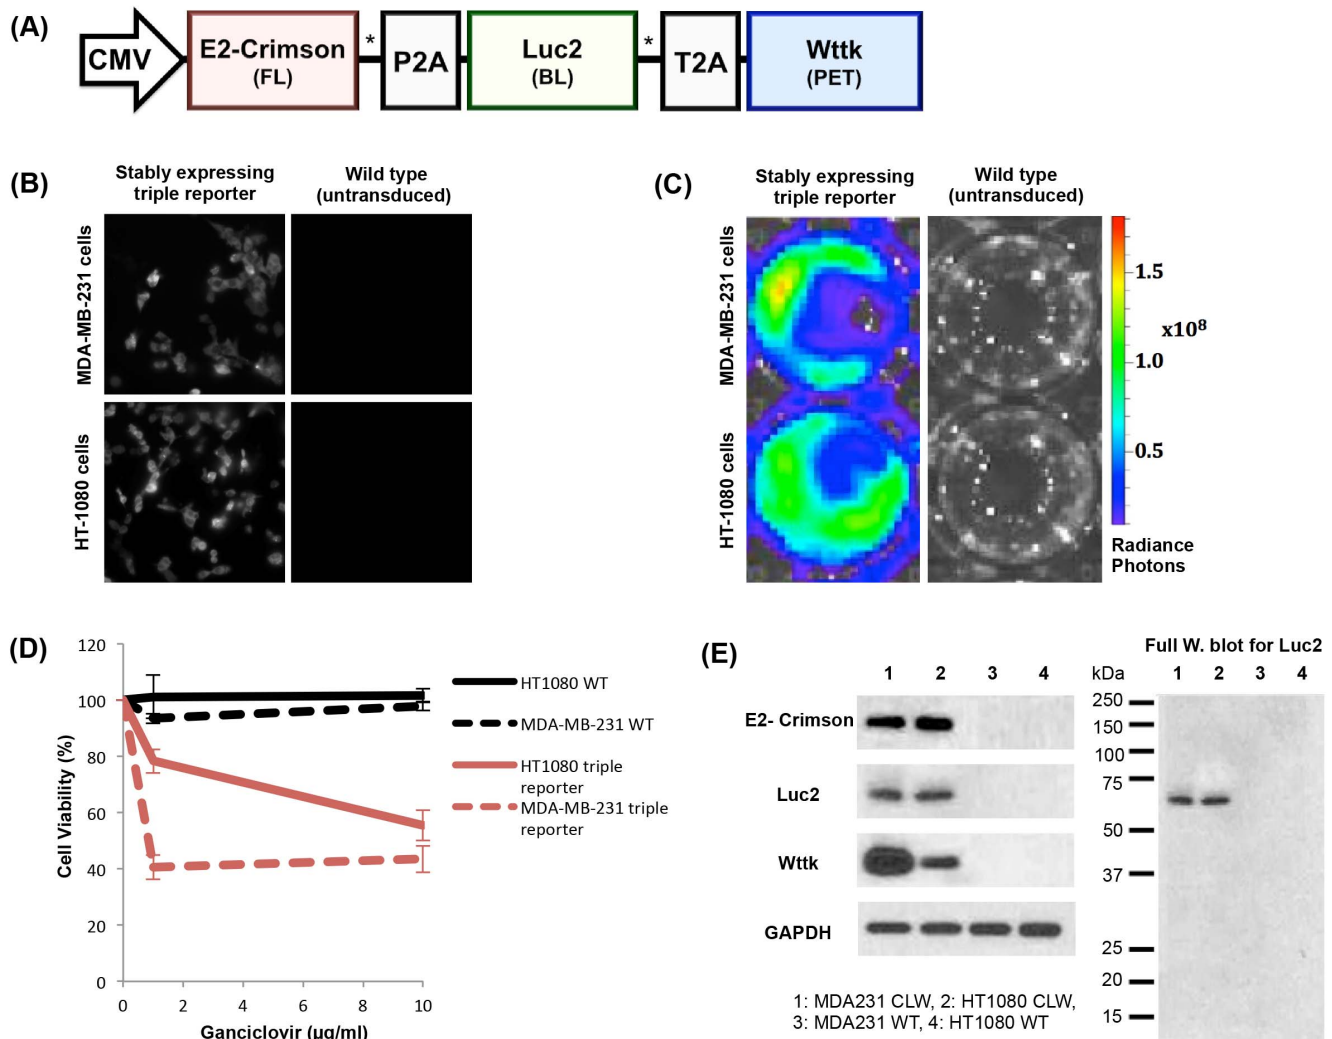 (A)
CMV
E2-Crimson
(FL)
*
P2A
Luc2
(BL)
*
T2A
Wttk
(PET)
(B)
Stably expressing
triple reporter
Wild type
(untransduced)
MDA-MB-231 cells
HT-1080 cells
(C)
Stably expressing
triple reporter
Wild type
(untransduced)
MDA-MB-231 cells
HT-1080 cells
1.5
x10⁸
1.0
0.5
Radiance
Photons
(D)
120
100
80
60
40
20
0
Cell Viability (%)
0 2 4 6 8 10
Ganciclovir (μg/ml)
HT1080 WT
MDA-MB-231 WT
HT1080 triple
reporter
MDA-MB-231 triple
reporter
(E)
1 2 3 4
E2- Crimson
Luc2
Wttk
GAPDH
1: MDA231 CLW, 2: HT1080 CLW,
3: MDA231 WT, 4: HT1080 WT
Full W. blot for Luc2
kDa 1 2 3 4
250
150
100
75
50
37
25
20
15